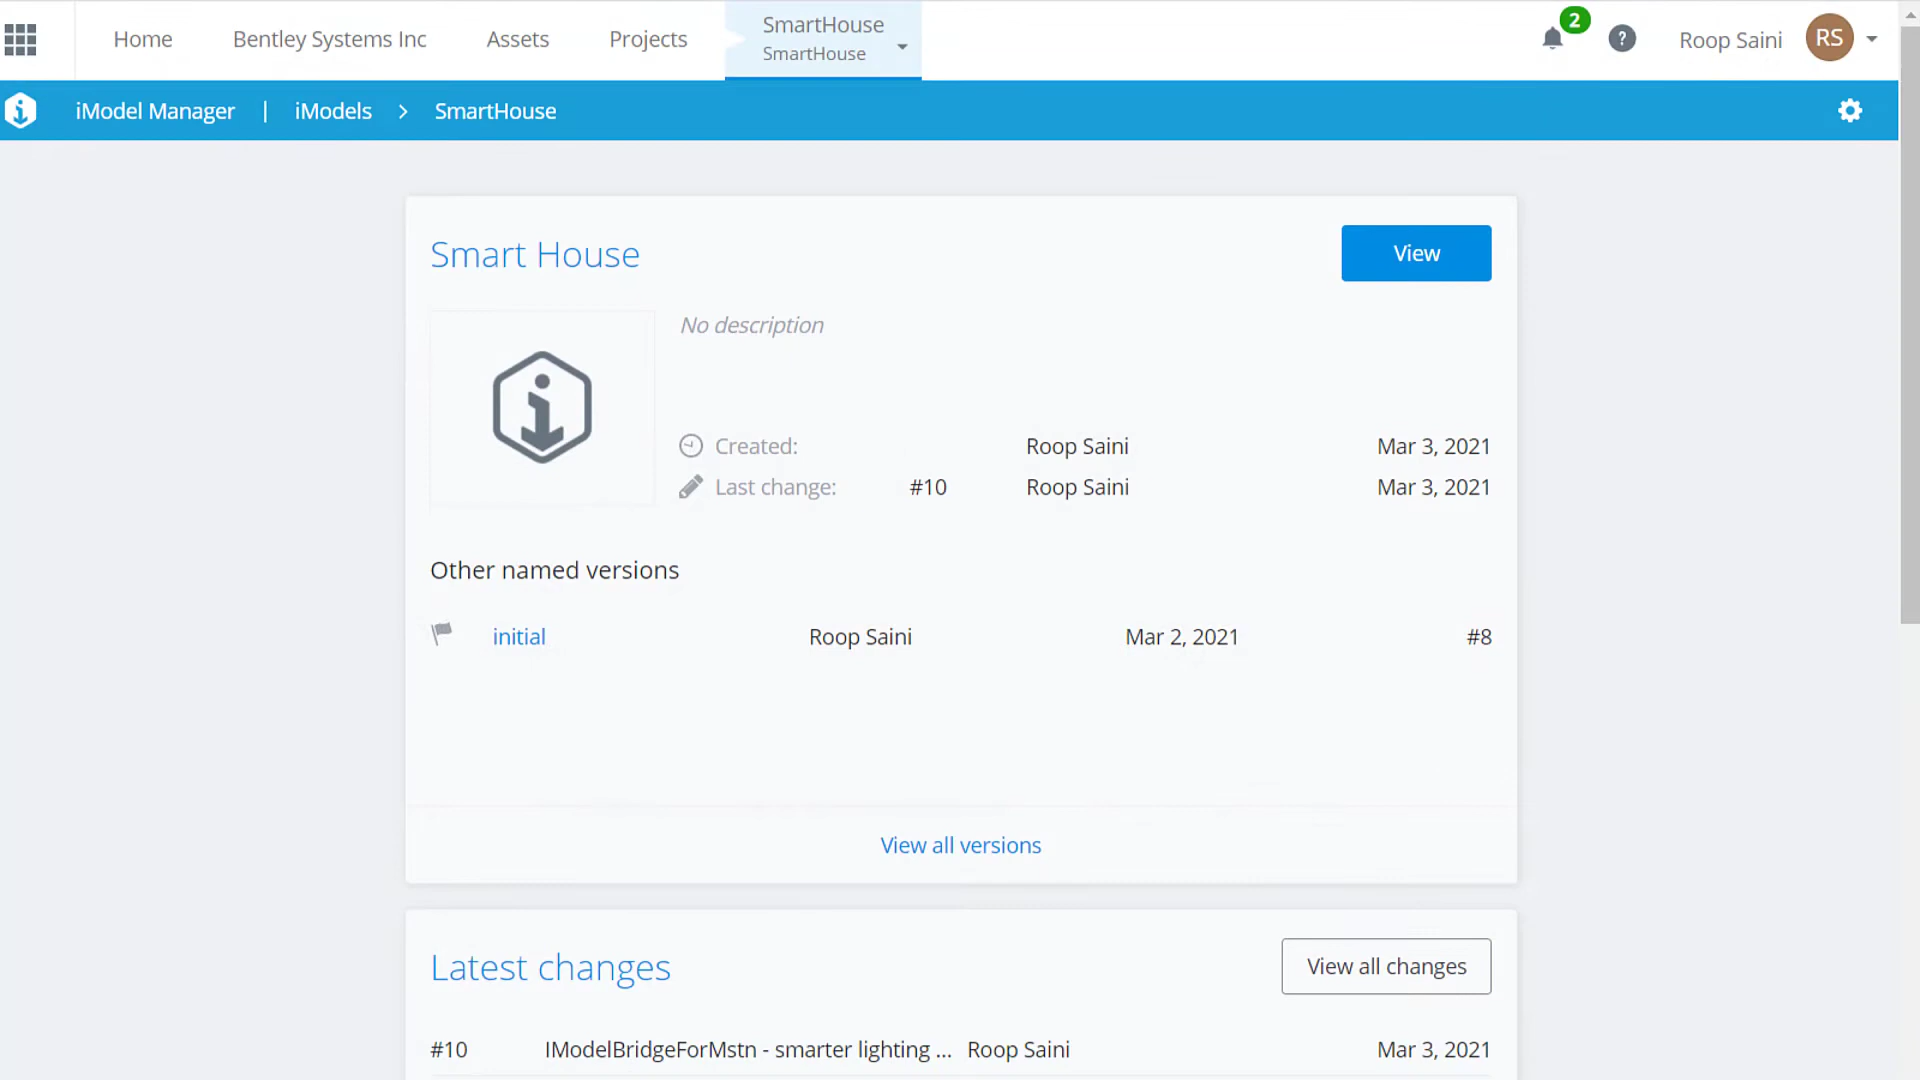 Home
Bentley Systems Inc
Assets
Projects
SmartHouse
SmartHouse
2
?
Roop Saini
RS
iModel Manager | iModels > SmartHouse
Smart House
View
No description
Created: Roop Saini Mar 3, 2021
Last change: #10 Roop Saini Mar 3, 2021
Other named versions
initial Roop Saini Mar 2, 2021 #8
View all versions
Latest changes
View all changes
#10 IModelBridgeForMstn - smarter lighting ... Roop Saini Mar 3, 2021